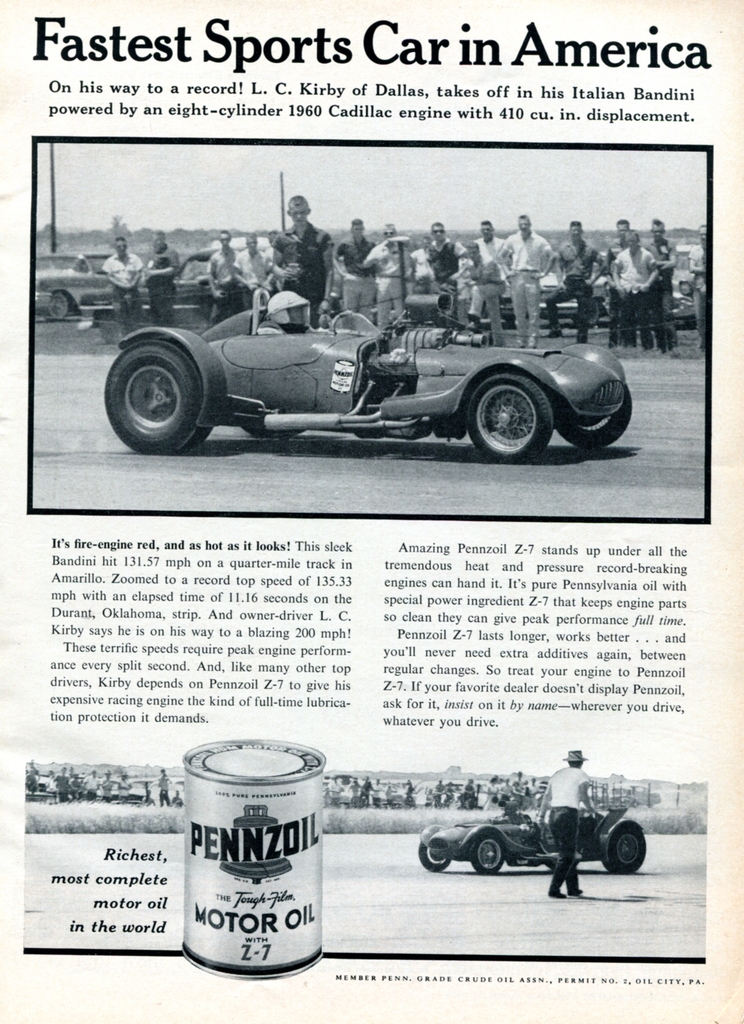 Fastest Sports Car in America
On his way to a record! L. C. Kirby of Dallas, takes off in his Italian Bandini
powered by an eight-cylinder 1960 Cadillac engine with 410 cu. in. displacement.
PENNZOIL
It's fire-engine red, and as hot as it looks! This sleek
Bandini hit 131.57 mph on a quarter-mile track in
Amarillo. Zoomed to a record top speed of 135.33
mph with an elapsed time of 11.16 seconds on the
Durant, Oklahoma, strip. And owner-driver L. C.
Kirby says he is on his way to a blazing 200 mph!
These terrific speeds require peak engine perform-
ance every split second. And, like many other top
drivers, Kirby depends on Pennzoil Z-7 to give his
expensive racing engine the kind of full-time lubrica-
tion protection it demands.
Amazing Pennzoil Z-7 stands up under all the
tremendous heat and pressure record-breaking
engines can hand it. It's pure Pennsylvania oil with
special power ingredient Z-7 that keeps engine parts
so clean they can give peak performance full time.
Pennzoil Z-7 lasts longer, works better . . . and
you'll never need extra additives again, between
regular changes. So treat your engine to Pennzoil
Z-7. If your favorite dealer doesn't display Pennzoil,
ask for it, insist on it by name—wherever you drive,
whatever you drive.
Richest,
most complete
motor oil
in the world
100% PURE PENNSYLVANIA
PENNZOIL
THE Tough-Film
MOTOR OIL
WITH
Z-7
MEMBER PENN. GRADE CRUDE OIL ASSN., PERMIT NO. 2, OIL CITY, PA.